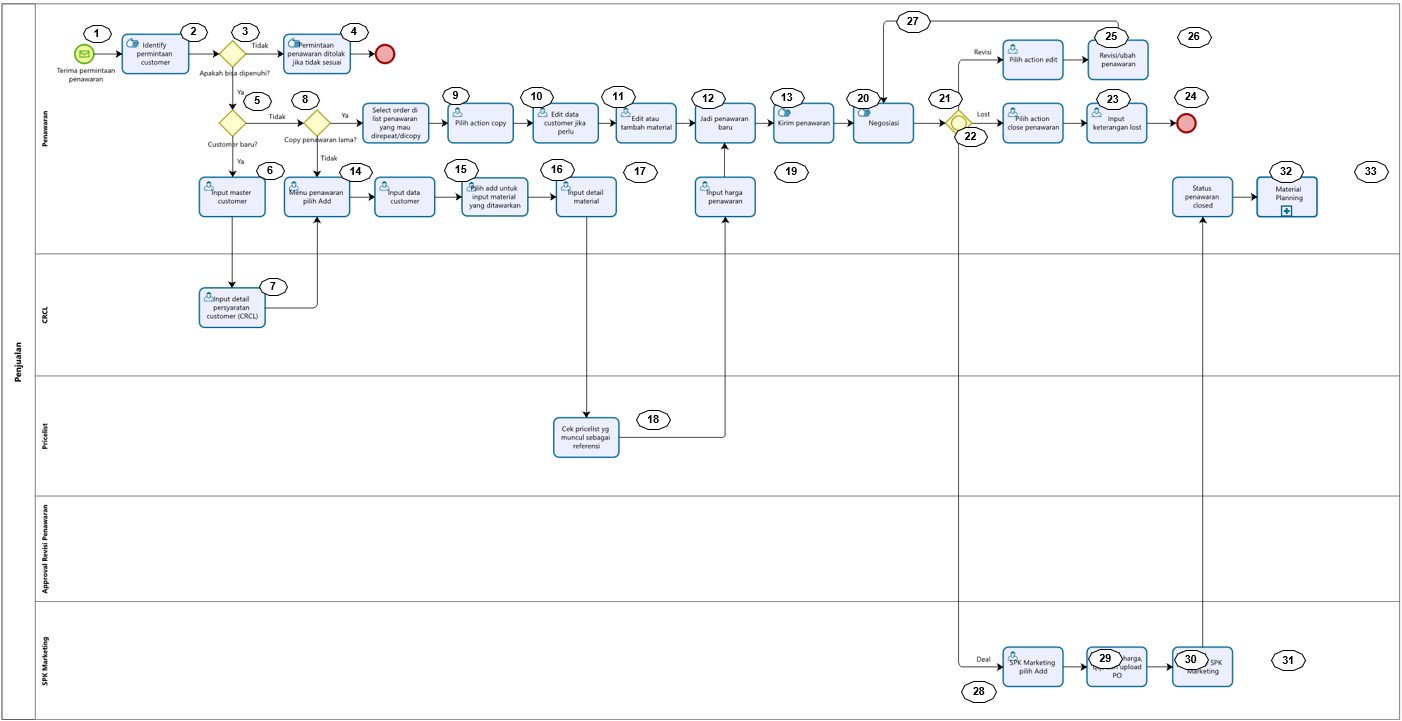 Penjualan
Penawaran
CRCL
Pricelist
Approval Revisi Penawaran
SPK Marketing
1
Terima permintaan
penawaran
2
Identify
permintaan
customer
3
Apakah bisa dipenuhi?
Tidak
Ya
4
Permintaan
penawaran ditolak
jika tidak sesuai
5
Customer baru?
Tidak
Ya
8
Copy penawaran lama?
Ya
Tidak
Select order di
list penawaran
yang mau
direpeat/dicopy
9
Pilih action copy
10
Edit data
customer jika
perlu
11
Edit atau
tambah material
12
Jadi penawaran
baru
13
Kirim penawaran
20
Negosiasi
27
21
22
Revisi
Lost
Deal
Pilih action edit
25
Revisi/ubah
penawaran
26
Pilih action
close penawaran
23
Input
keterangan lost
24
6
Input master
customer
14
Menu penawaran
pilih Add
Input data
customer
15
Pilih add untuk
input material
yang ditawarkan
16
Input detail
material
17
Input harga
penawaran
19
Status
penawaran
closed
32
Material
Planning
33
7
Input detail
persyaratan
customer (CRCL)
Cek pricelist yg
muncul sebagai
referensi
18
28
SPK Marketing
pilih Add
29
harga,
upload
PO
30
SPK
Marketing
31